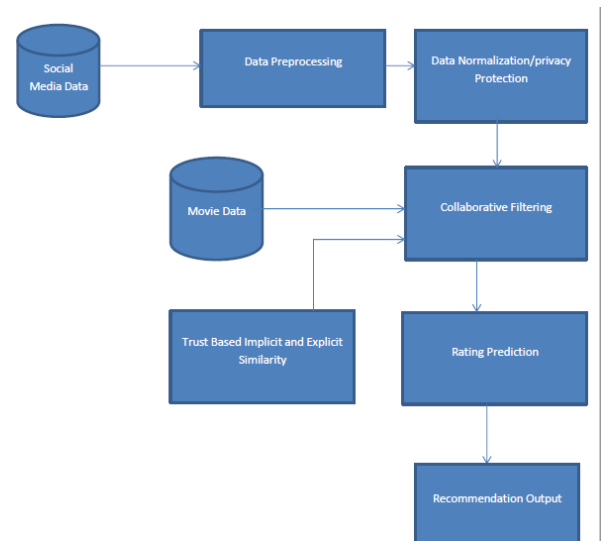 Social
Media Data
Data Preprocessing
Data Normalization/privacy
Protection
Movie Data
Collaborative Filtering
Trust Based Implicit and Explicit
Similarity
Rating Prediction
Recommendation Output